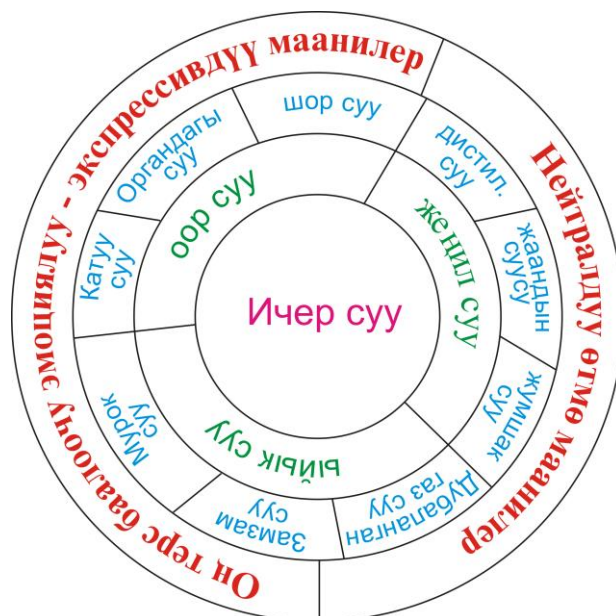 Оң терс баалоочу эмоциялуу - экспрессивдүү маанилер
Нейтралдуу өтмө маанилер
шор суу
дистил.
суу
жаандын
суусу
жумшак
суу
Дубаланган
газ суу
Замзам
суу
Мурок
суу
Катуу
суу
Органдагы
суу
оор суу
жеңил суу
ыйык суу
Ичер суу